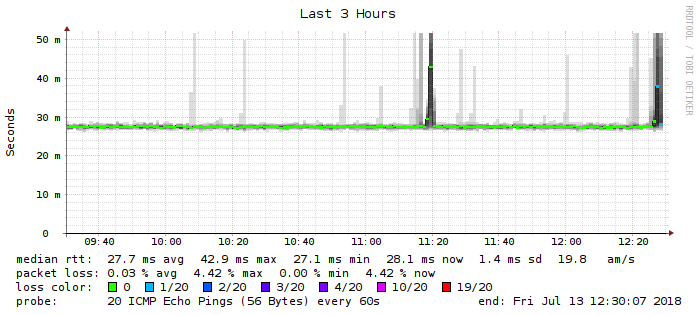 Last 3 Hours
RRDTOOL / TOBI OETIKER
Seconds
50 m
40 m
30 m
20 m
10 m
0
09:40 10:00 10:20 10:40 11:00 11:20 11:40 12:00 12:20
median rtt: 27.7 ms avg 42.9 ms max 27.1 ms min 28.1 ms now 1.4 ms sd 19.8 am/s
packet loss: 0.03 % avg 4.42 % max 0.00 % min 4.42 % now
loss color: 0 1/20 2/20 3/20 4/20 10/20 19/20
probe: 20 ICMP Echo Pings (56 Bytes) every 60s end: Fri Jul 13 12:30:07 2018